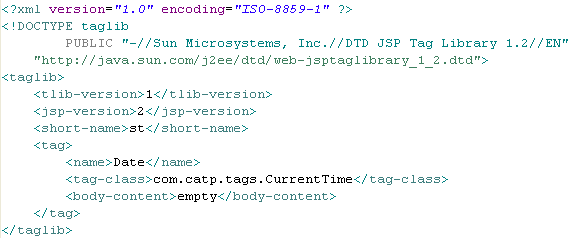 <?xml version="1.0" encoding="ISO-8859-1" ?>
<!DOCTYPE taglib
PUBLIC "-//Sun Microsystems, Inc.//DTD JSP Tag Library 1.2//EN"
"http://java.sun.com/j2ee/dtd/web-jsptaglibrary_1_2.dtd">
<taglib>
<tlib-version>1</tlib-version>
<jsp-version>2</jsp-version>
<short-name>st</short-name>
<tag>
<name>Date</name>
<tag-class>com.catp.tags.CurrentTime</tag-class>
<body-content>empty</body-content>
</tag>
</taglib>